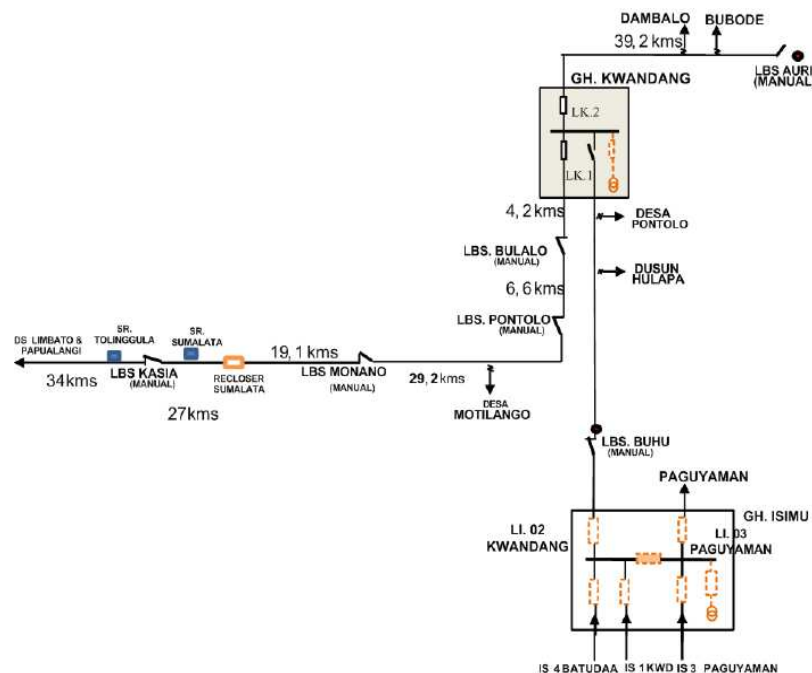 DAMBALO
BUBODE
39, 2 kms
LBS AURI
(MANUAL)
GH. KWANDANG
LK.2
LK.1
4, 2 kms
DESA
PONTOLO
LBS. BULALO
(MANUAL)
DUSUN
HULAPA
6, 6 kms
LBS. PONTOLO
(MANUAL)
SR.
TOLINGGULA
SR.
SUMALATA
DS LIMBATO &
PAPUALANGI
19, 1 kms
34kms
LBS KASIA
(MANUAL)
RECLOSER
SUMALATA
LBS MONANO
(MANUAL)
29, 2kms
27kms
DESA
MOTILANGO
LBS. BUHU
(MANUAL)
PAGUYAMAN
GH. ISIMU
LI. 02
KWANDANG
LI. 03
PAGUYAMAN
IS 4 BATUDAA
IS 1 KWD
IS 3 PAGUYAMAN